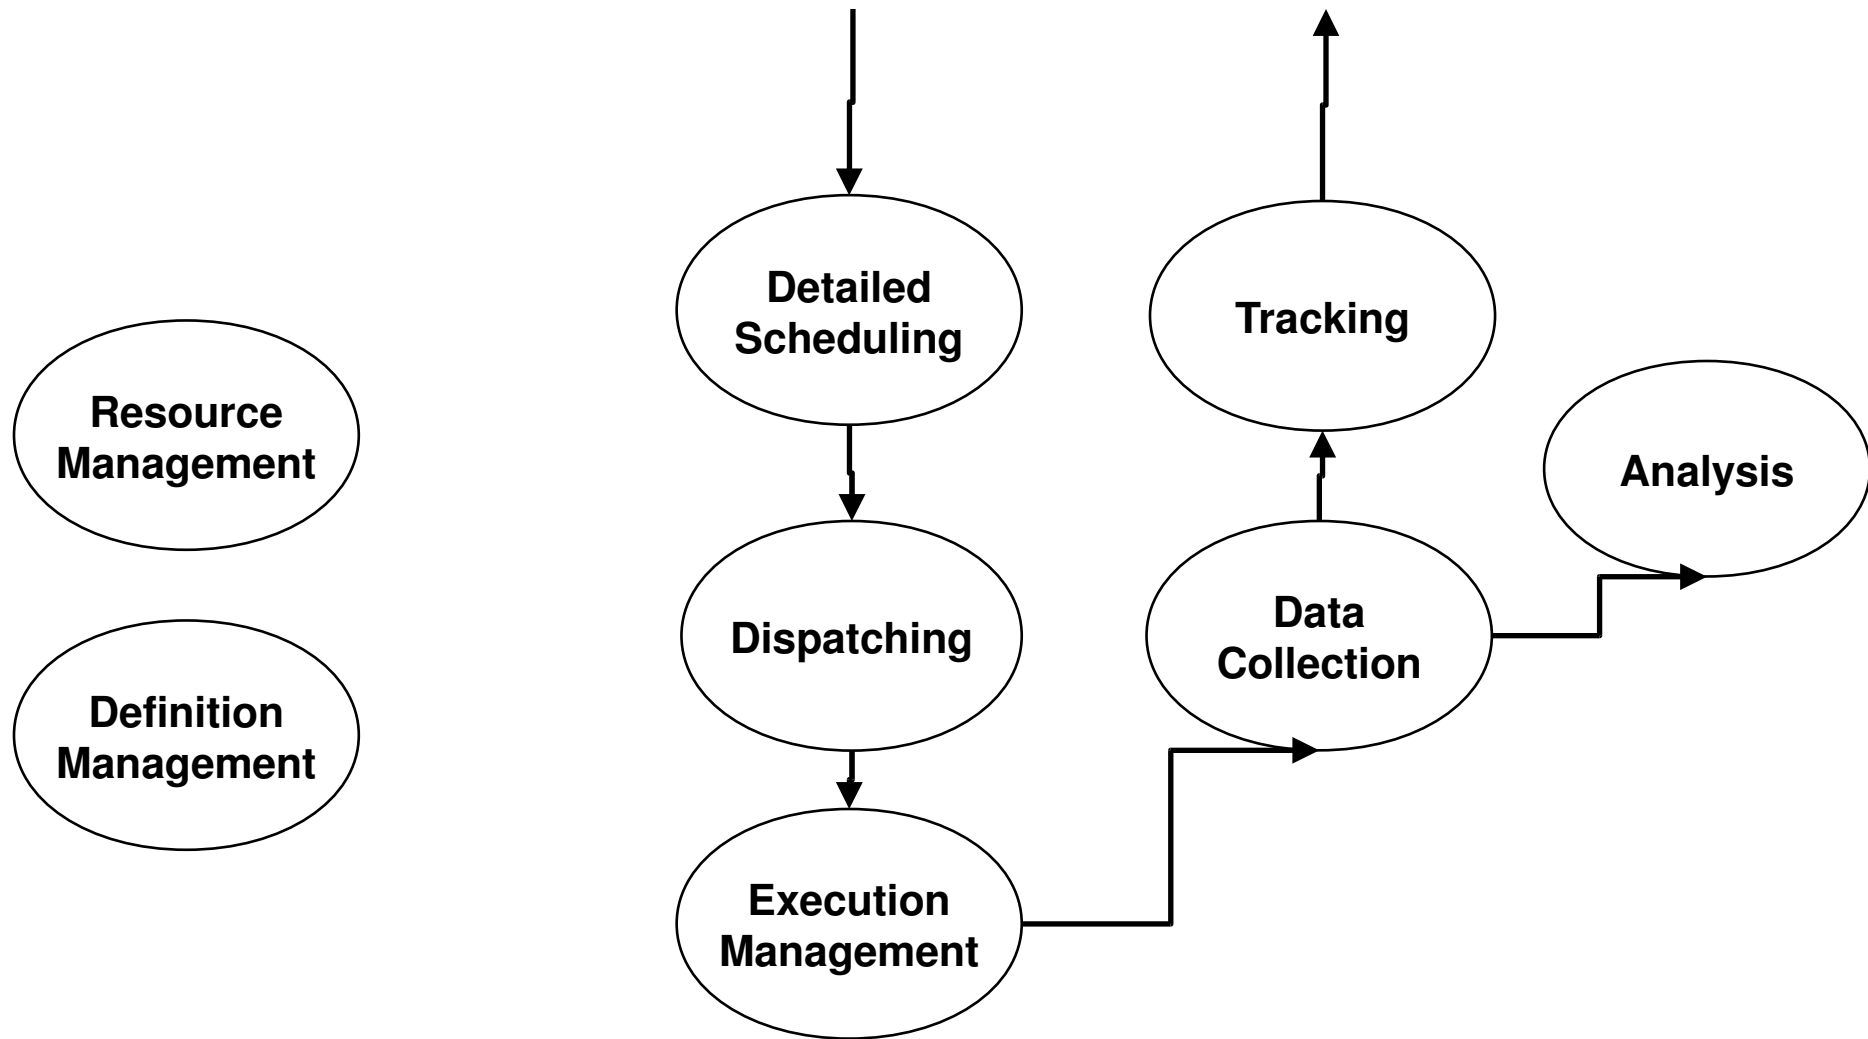 Detailed
Scheduling
Tracking
Resource
Management
Analysis
Dispatching
Data
Collection
Definition
Management
Execution
Management